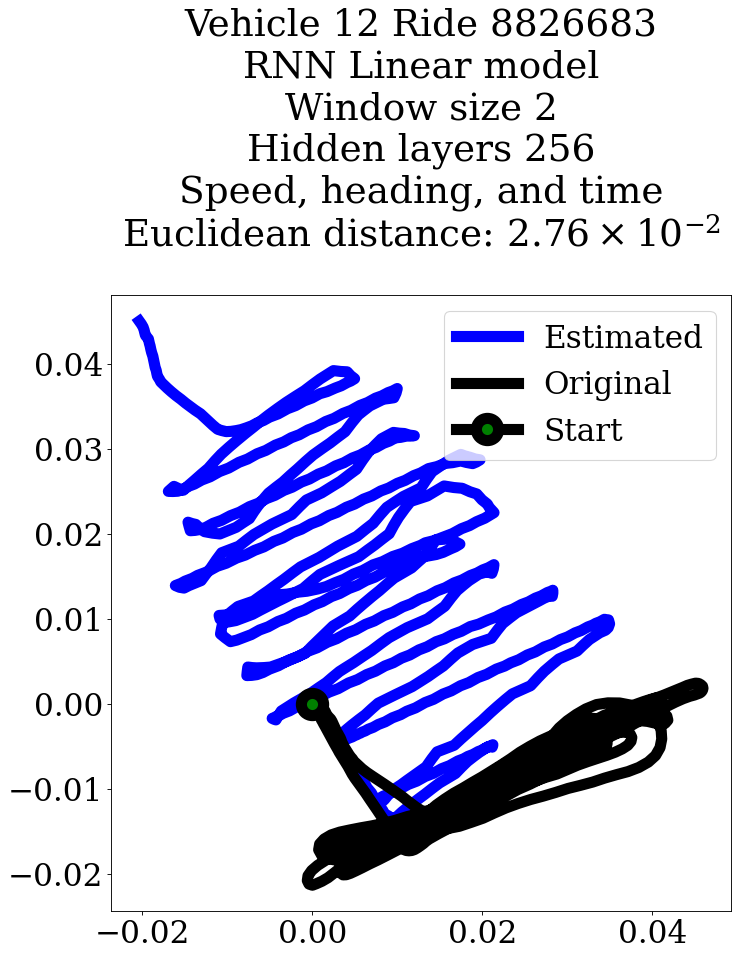 Vehicle 12 Ride 8826683
RNN Linear model
Window size 2
Hidden layers 256
Speed, heading, and time
Euclidean distance: 2.76 × 10⁻²
Estimated
Original
Start
0.04
0.03
0.02
0.01
0.00
−0.01
−0.02
−0.02 0.00 0.02 0.04